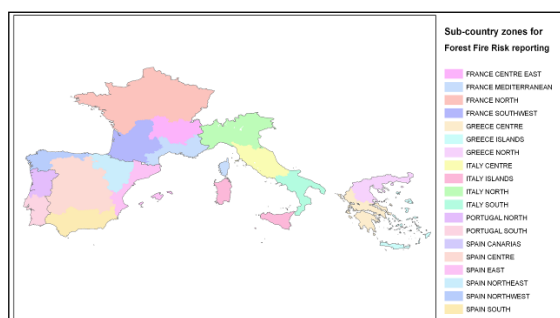 Sub-country zones for
Forest Fire Risk reporting
FRANCE CENTRE EAST
FRANCE MEDITERRANEAN
FRANCE NORTH
FRANCE SOUTHWEST
GREECE CENTRE
GREECE ISLANDS
GREECE NORTH
ITALY CENTRE
ITALY ISLANDS
ITALY NORTH
ITALY SOUTH
PORTUGAL NORTH
PORTUGAL SOUTH
SPAIN CANARIAS
SPAIN CENTRE
SPAIN EAST
SPAIN NORTHEAST
SPAIN NORTHWEST
SPAIN SOUTH